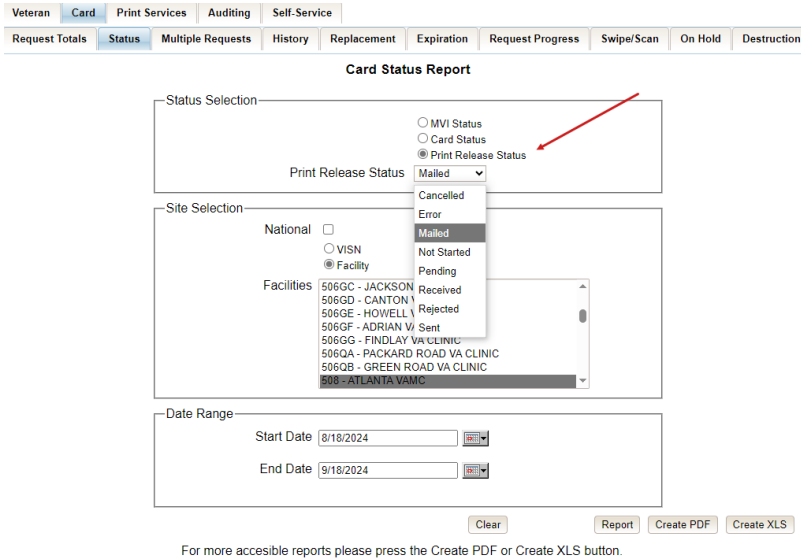 Veteran Card Print Services Auditing Self-Service
Request Totals Status Multiple Requests History Replacement Expiration Request Progress Swipe/Scan On Hold Destruction
Card Status Report
Status Selection
MVI Status
Card Status
Print Release Status
Print Release Status Mailed
Cancelled
Error
Mailed
Not Started
Pending
Received
Rejected
Sent
Site Selection
National
VISN
Facility
Facilities
506GC - JACKSON
506GD - CANTON
506GE - HOWELL
506GF - ADRIAN VA
506GG - FINDLAY VA CLINIC
506QA - PACKARD ROAD VA CLINIC
506QB - GREEN ROAD VA CLINIC
508 - ATLANTA VAMC
Date Range
Start Date 8/18/2024
End Date 9/18/2024
Clear Report Create PDF Create XLS
For more accesible reports please press the Create PDF or Create XLS button.